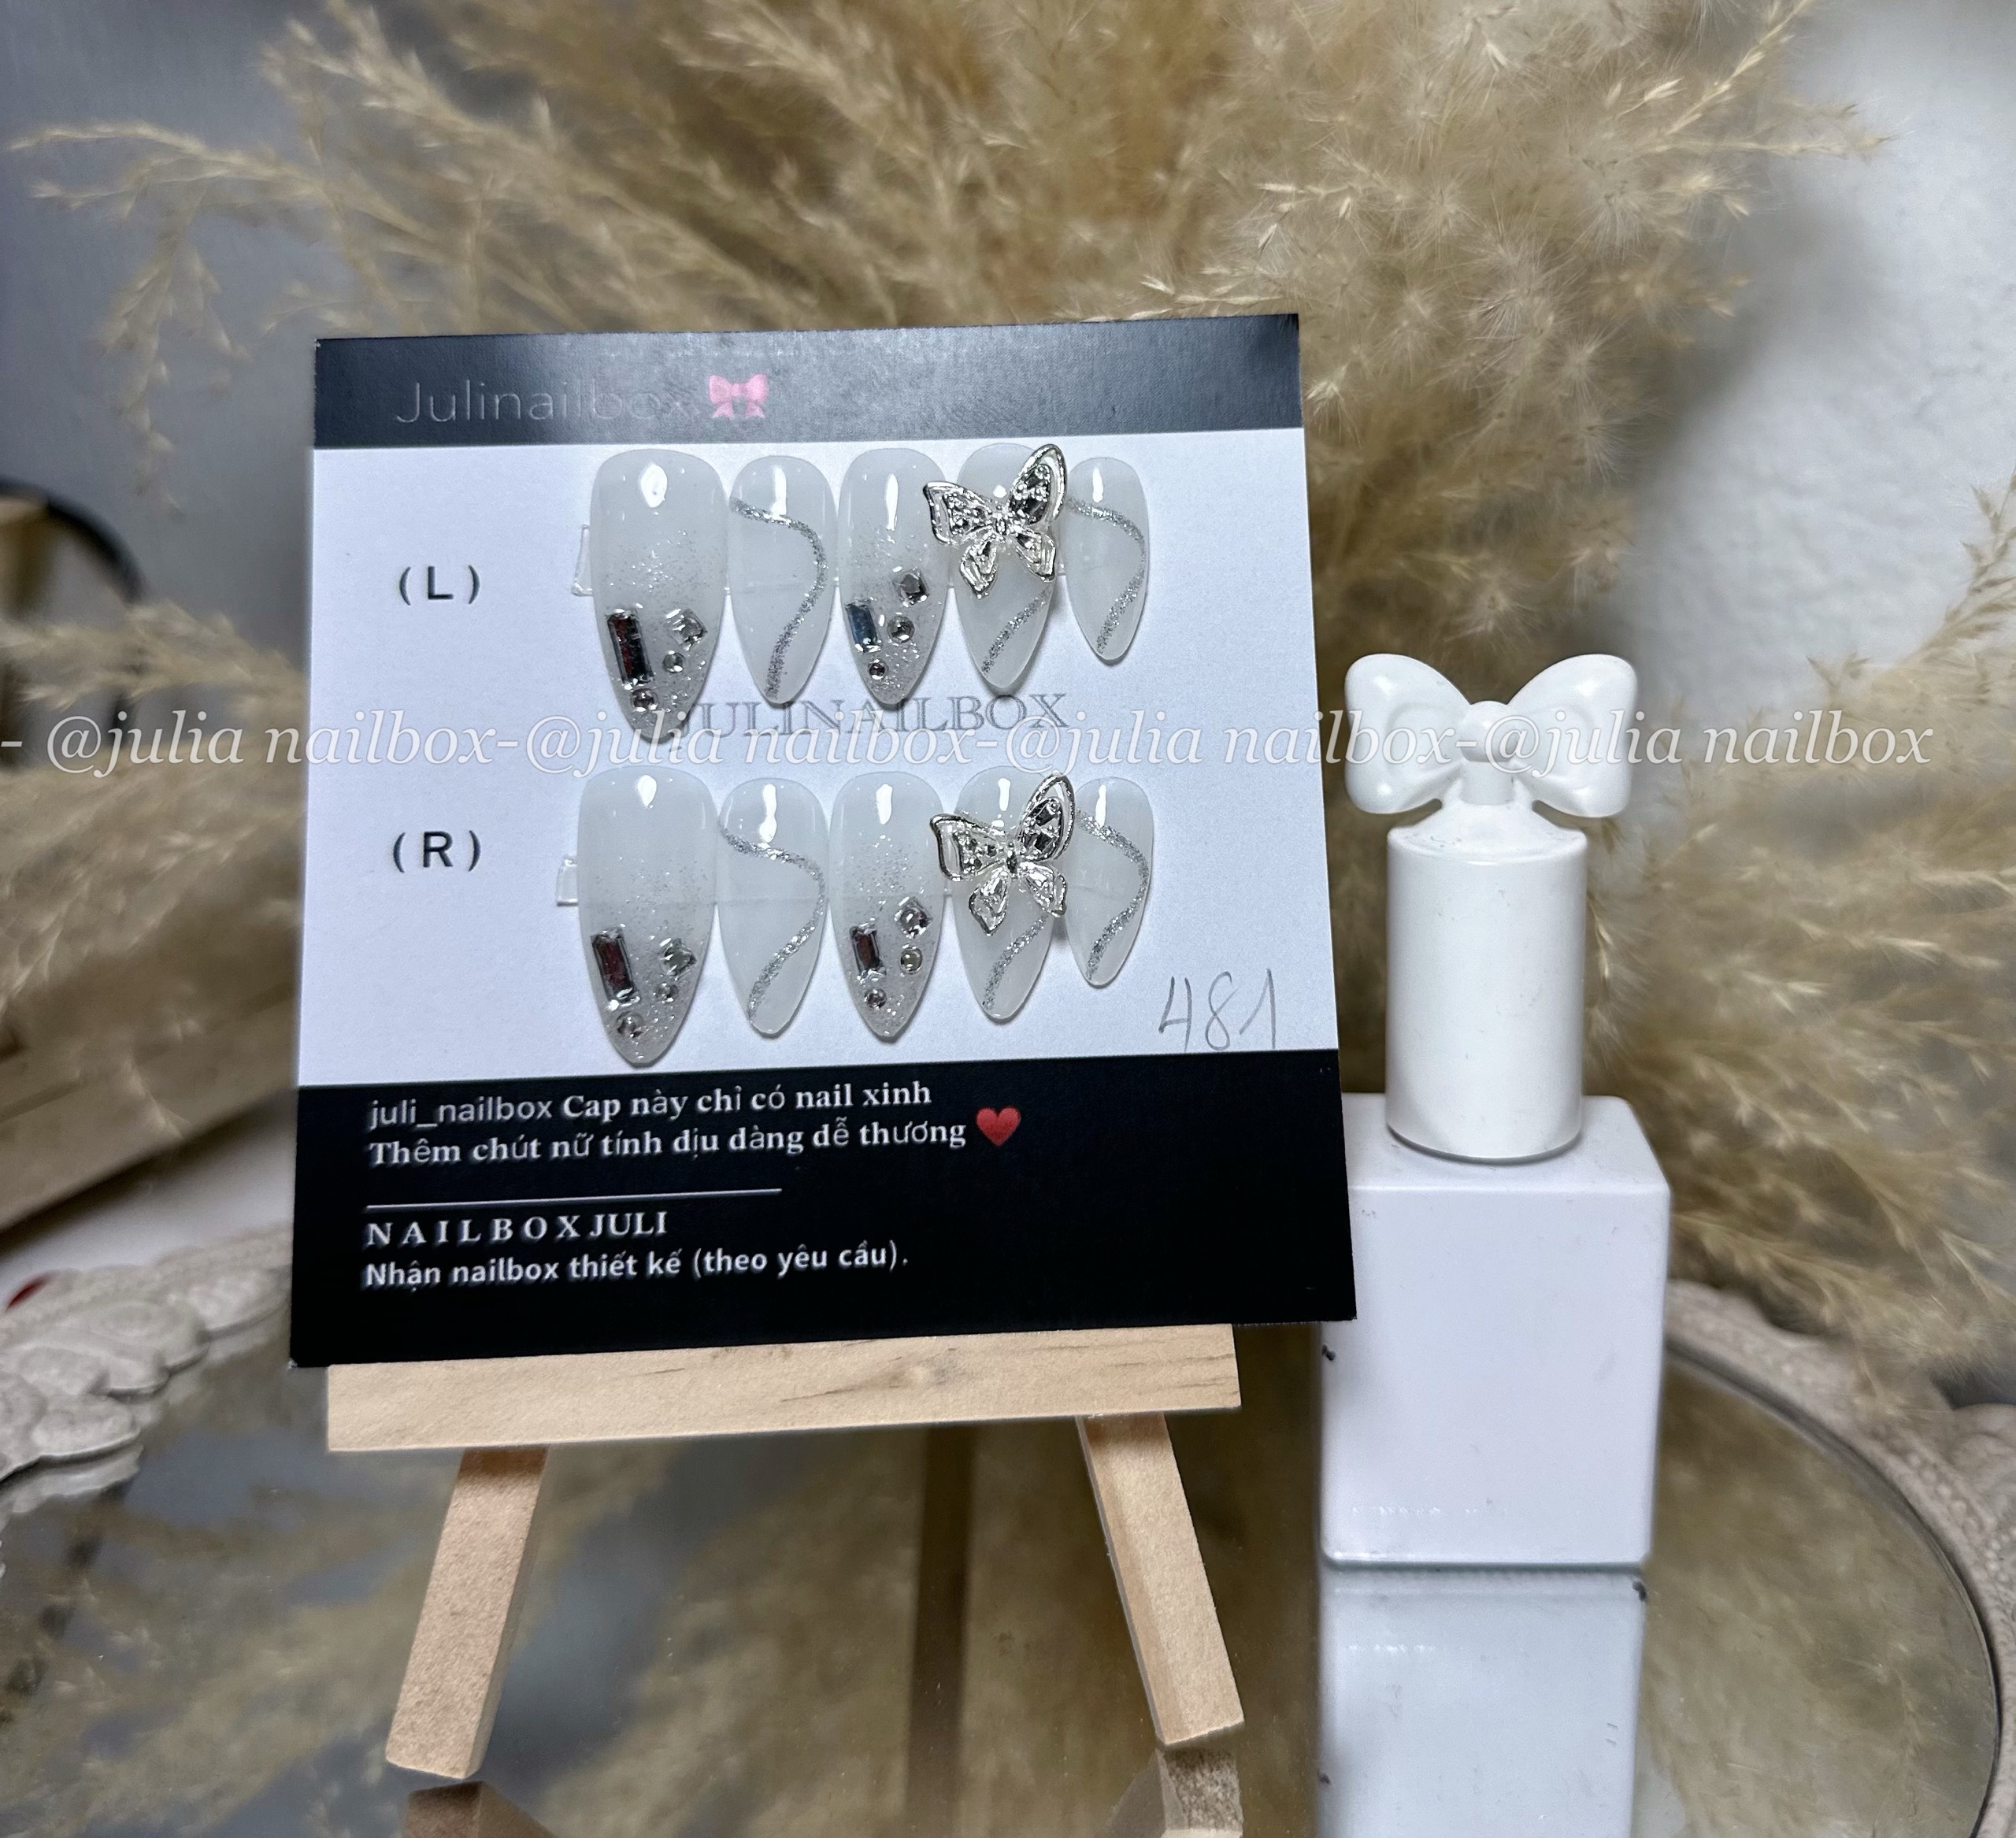 Julinailbox 🎀
(L)
JULINAILBOX
- @julia nailbox-@julia nailbox-@julia nailbox-@julia nailbox
(R)
481
juli_nailbox Cap này chỉ có nail xinh
Thêm chút nữ tính dịu dàng dễ thương ❤️
N A I L B O X JULI
Nhận nailbox thiết kế (theo yêu cầu).